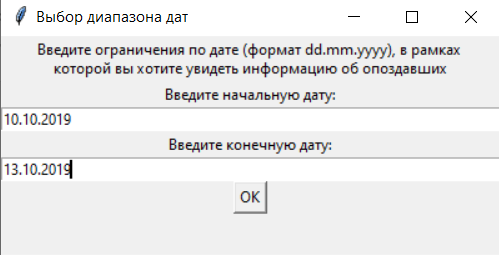 Выбор диапазона дат
Введите ограничения по дате (формат dd.mm.yyyy), в рамках
которой вы хотите увидеть информацию об опоздавших
Введите начальную дату:
10.10.2019
Введите конечную дату:
13.10.2019
OK